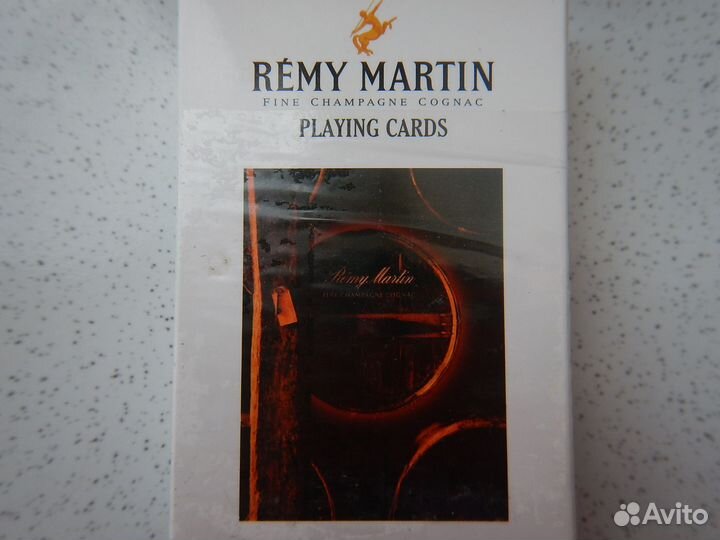 RÉMY MARTIN
FINE CHAMPAGNE COGNAC
PLAYING CARDS
Rémy Martin
FINE CHAMPAGNE COGNAC
Avito